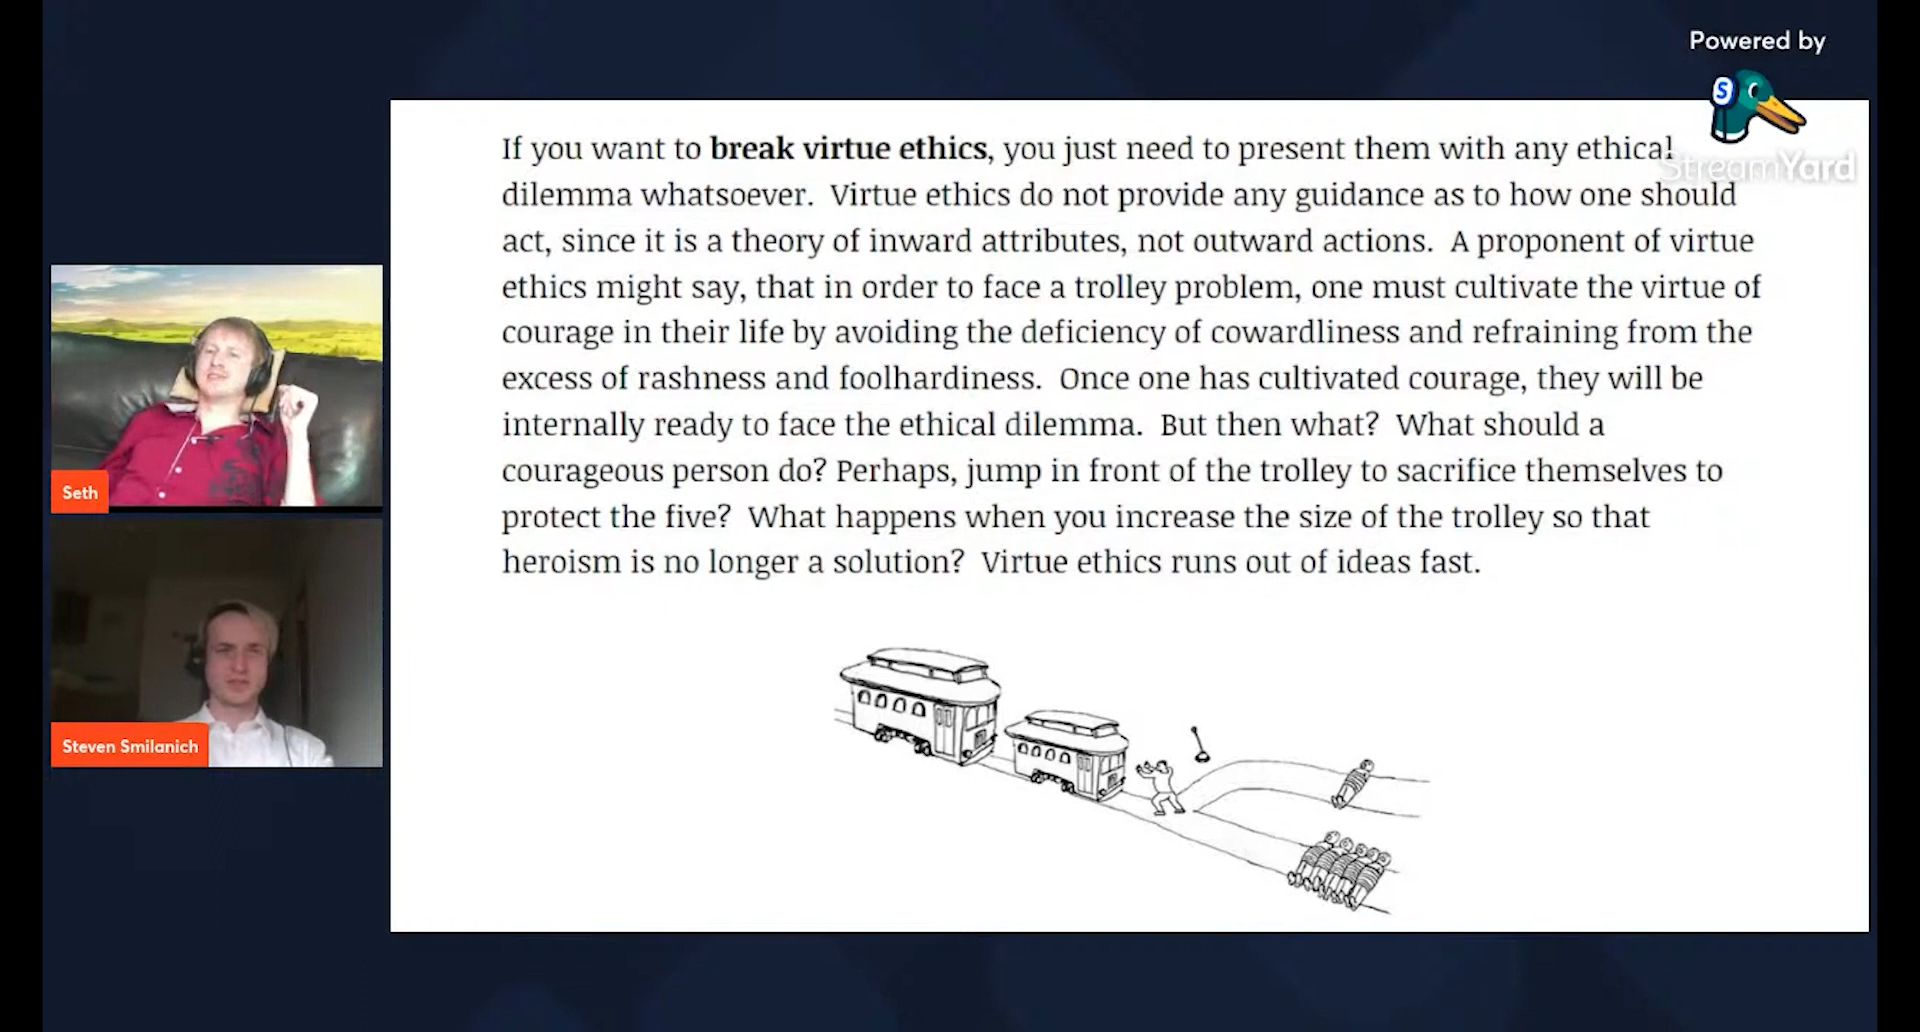 Powered by
StreamYard
If you want to break virtue ethics, you just need to present them with any ethical
dilemma whatsoever. Virtue ethics do not provide any guidance as to how one should
act, since it is a theory of inward attributes, not outward actions. A proponent of virtue
ethics might say, that in order to face a trolley problem, one must cultivate the virtue of
courage in their life by avoiding the deficiency of cowardliness and refraining from the
excess of rashness and foolhardiness. Once one has cultivated courage, they will be
internally ready to face the ethical dilemma. But then what? What should a
courageous person do? Perhaps, jump in front of the trolley to sacrifice themselves to
protect the five? What happens when you increase the size of the trolley so that
heroism is no longer a solution? Virtue ethics runs out of ideas fast.
Seth
Steven Smilanich